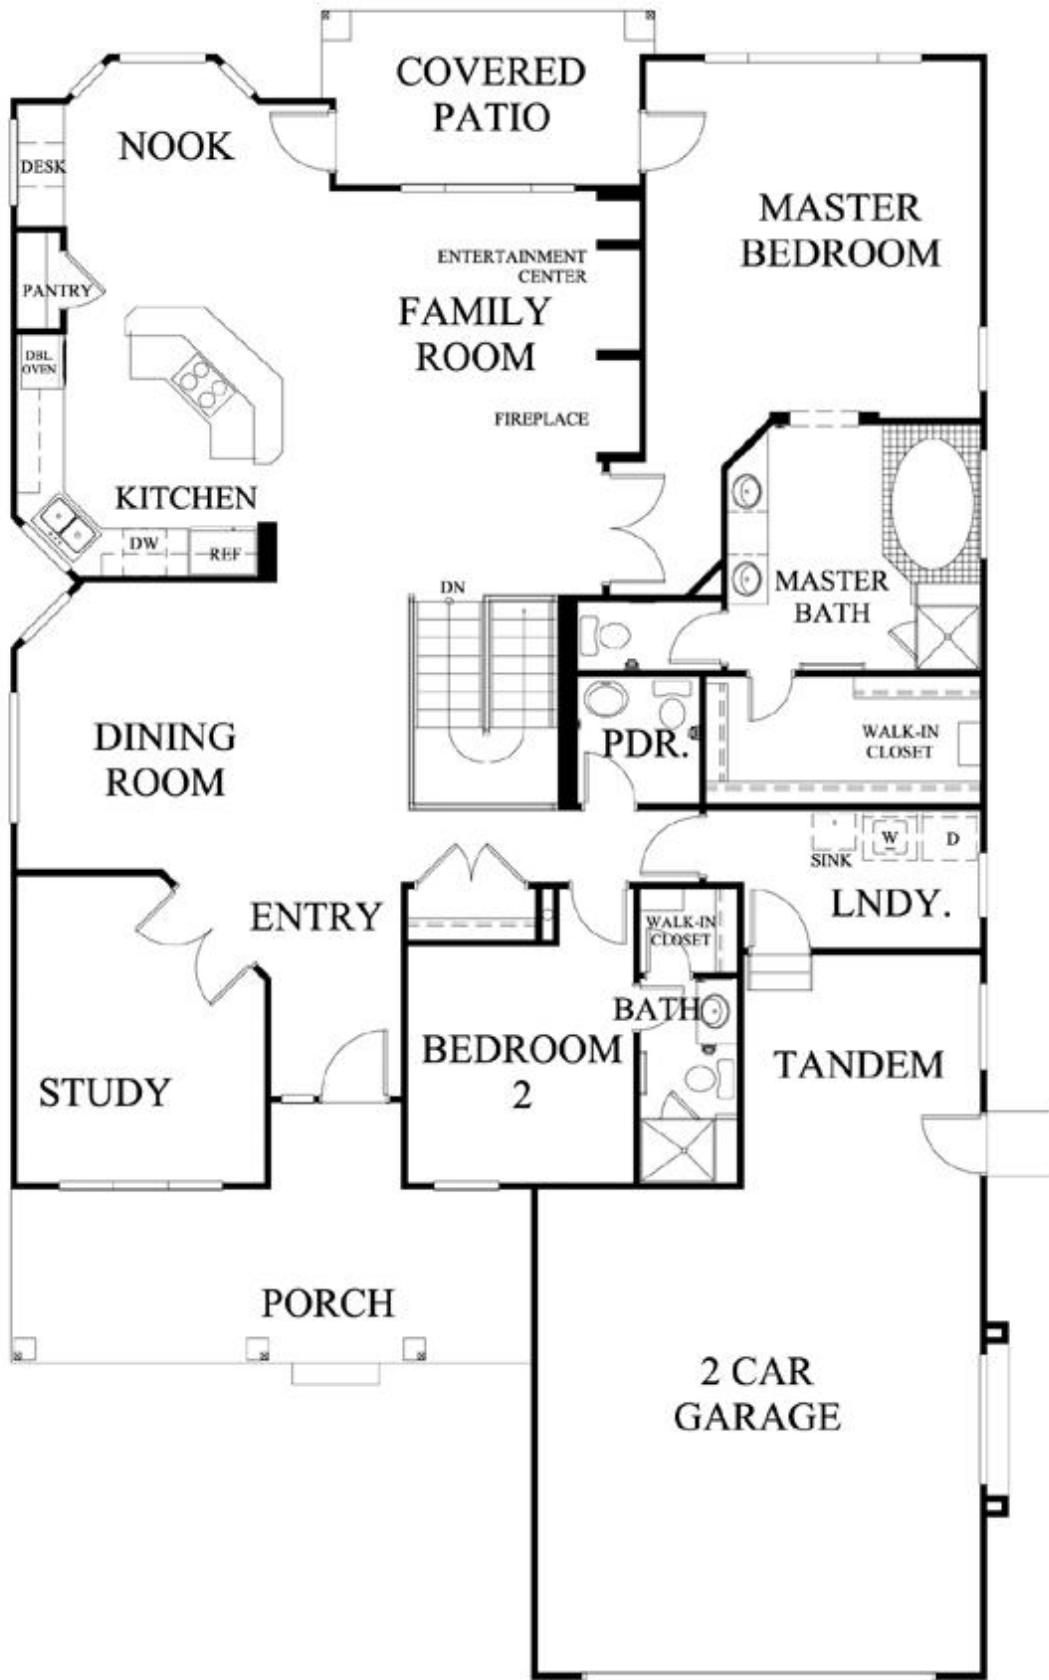 COVERED
PATIO
NOOK
DESK
MASTER
BEDROOM
ENTERTAINMENT
CENTER
PANTRY
FAMILY
ROOM
DBL.
OVEN
FIREPLACE
KITCHEN
DW
REF
DN
MASTER
BATH
DINING
ROOM
PDR.
WALK-IN
CLOSET
SINK
W
D
LNDY.
ENTRY
WALK-IN
CLOSET
BATH
BEDROOM
2
TANDEM
STUDY
PORCH
2 CAR
GARAGE